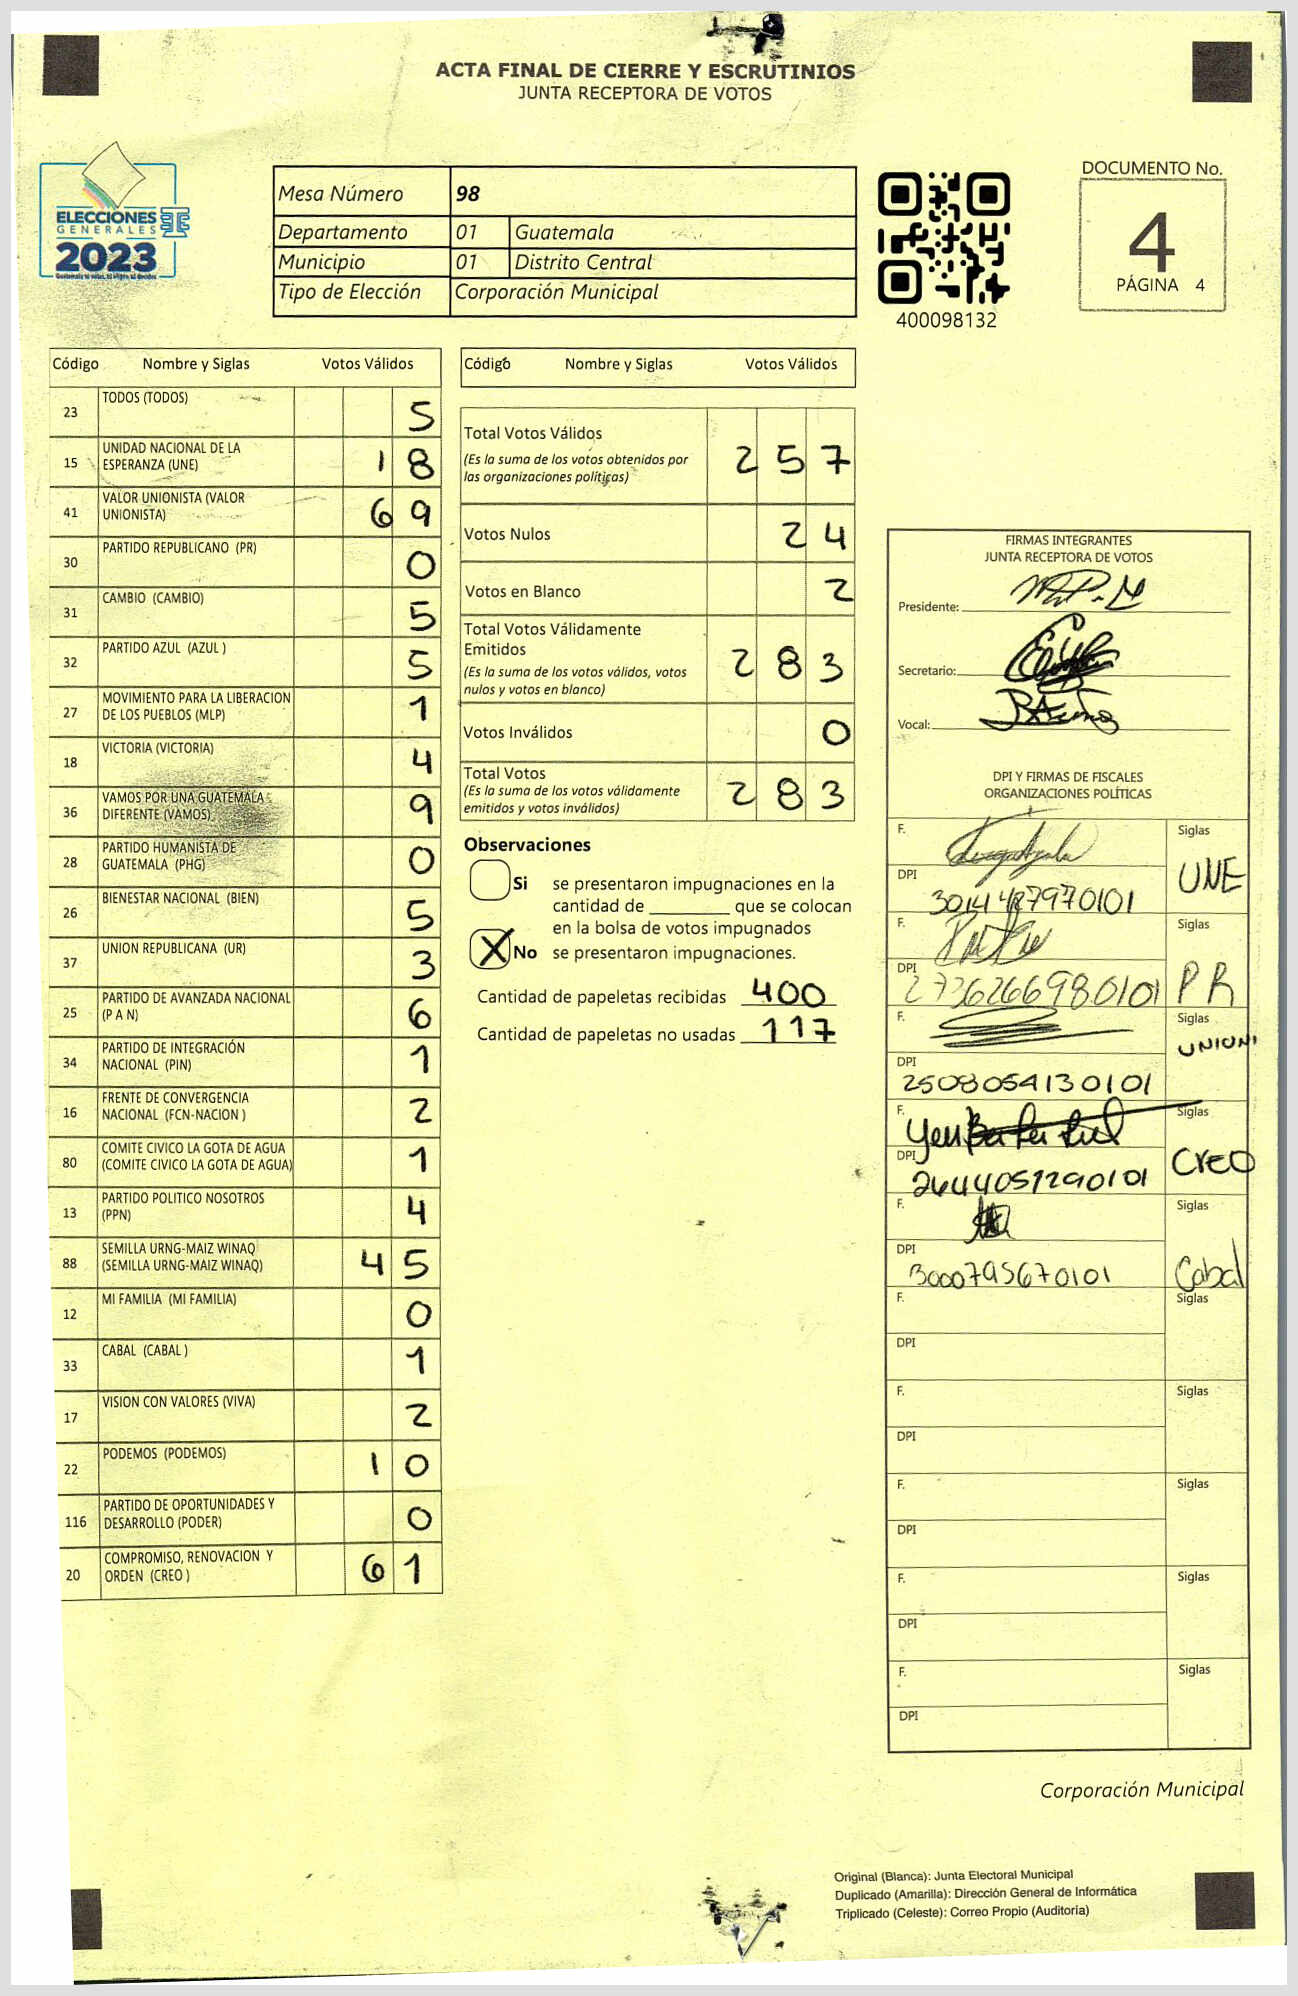 ACTA FINAL DE CIERRE Y ESCRUTINIOS
JUNTA RECEPTORA DE VOTOS
ELECCIONES
GENERALES
2023
Mesa Número 98
Departamento 01 Guatemala
Municipio 01 Distrito Central
Tipo de Elección Corporación Municipal
400098132
DOCUMENTO No.
4
PÁGINA 4
Código Nombre y Siglas Votos Válidos
23 TODOS (TODOS) 5
15 UNIDAD NACIONAL DE LA
ESPERANZA (UNE) 18
41 VALOR UNIONISTA (VALOR
UNIONISTA) 69
30 PARTIDO REPUBLICANO (PR) 0
31 CAMBIO (CAMBIO) 5
32 PARTIDO AZUL (AZUL ) 5
27 MOVIMIENTO PARA LA LIBERACION
DE LOS PUEBLOS (MLP) 1
18 VICTORIA (VICTORIA) 4
36 VAMOS POR UNA GUATEMALA
DIFERENTE (VAMOS) 9
28 PARTIDO HUMANISTA DE
GUATEMALA (PHG) 0
26 BIENESTAR NACIONAL (BIEN) 5
37 UNION REPUBLICANA (UR) 3
25 PARTIDO DE AVANZADA NACIONAL
(P A N) 6
34 PARTIDO DE INTEGRACIÓN
NACIONAL (PIN) 1
16 FRENTE DE CONVERGENCIA
NACIONAL (FCN-NACION ) 2
80 COMITE CIVICO LA GOTA DE AGUA
(COMITE CIVICO LA GOTA DE AGUA) 1
13 PARTIDO POLITICO NOSOTROS
(PPN) 4
88 SEMILLA URNG-MAIZ WINAQ
(SEMILLA URNG-MAIZ WINAQ) 45
12 MI FAMILIA (MI FAMILIA) 0
33 CABAL (CABAL ) 1
17 VISION CON VALORES (VIVA) 2
22 PODEMOS (PODEMOS) 10
116 PARTIDO DE OPORTUNIDADES Y
DESARROLLO (PODER) 0
20 COMPROMISO, RENOVACION Y
ORDEN (CREO ) 61
Código Nombre y Siglas Votos Válidos
Total Votos Válidos
(Es la suma de los votos obtenidos por
las organizaciones políticas) 257
Votos Nulos 24
Votos en Blanco 2
Total Votos Válidamente
Emitidos
(Es la suma de los votos válidos, votos
nulos y votos en blanco) 283
Votos Inválidos 0
Total Votos
(Es la suma de los votos válidamente
emitidos y votos inválidos) 283
Observaciones
Si se presentaron impugnaciones en la
cantidad de ________ que se colocan
en la bolsa de votos impugnados
X No se presentaron impugnaciones.
Cantidad de papeletas recibidas 400
Cantidad de papeletas no usadas 117
FIRMAS INTEGRANTES
JUNTA RECEPTORA DE VOTOS
Presidente:
Secretario:
Vocal:
DPI Y FIRMAS DE FISCALES
ORGANIZACIONES POLÍTICAS
F. Siglas
UNE
DPI
F. Siglas
DPI 2736266980101 PR
F. Siglas
UNIONI
DPI
2508054130101
F. Siglas
DPI CREO
2644051290101
F. Siglas
DPI
3000795670101 Cabal
F. Siglas
DPI
F. Siglas
DPI
F. Siglas
DPI
F. Siglas
DPI
F. Siglas
DPI
Corporación Municipal
Original (Blanca): Junta Electoral Municipal
Duplicado (Amarilla): Dirección General de Informática
Triplicado (Celeste): Correo Propio (Auditoría)